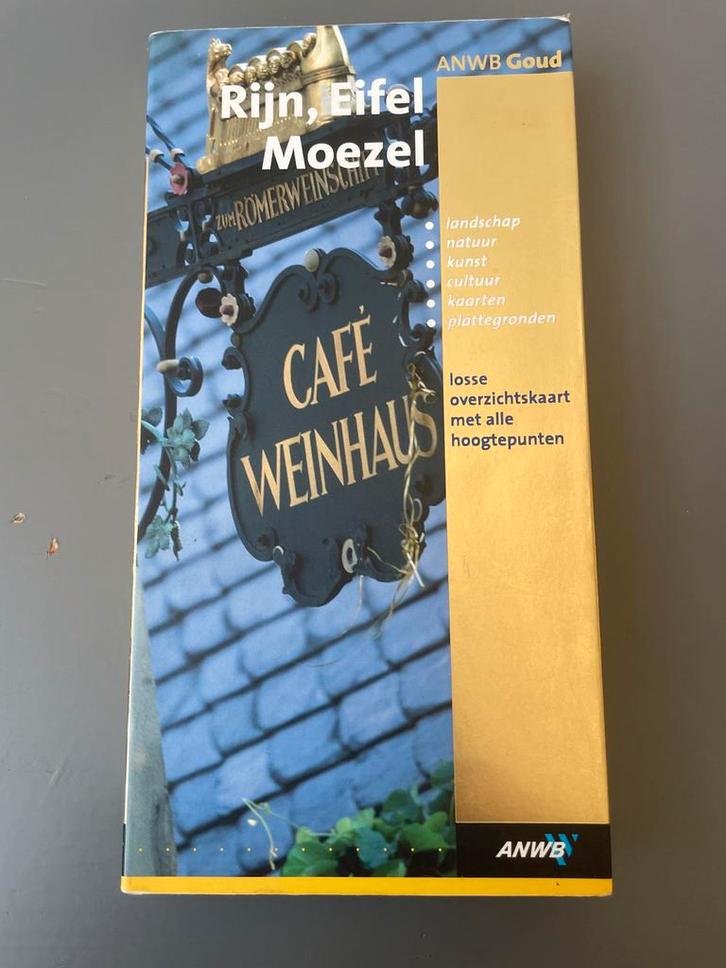 ANWB Goud
Rijn, Eifel
Moezel
ZUM RÖMERWEINSCHIFF
CAFÉ
WEINHAUS
landschap
natuur
kunst
cultuur
kaarten
plattegronden
losse
overzichtskaart
met alle
hoogtepunten
ANWB